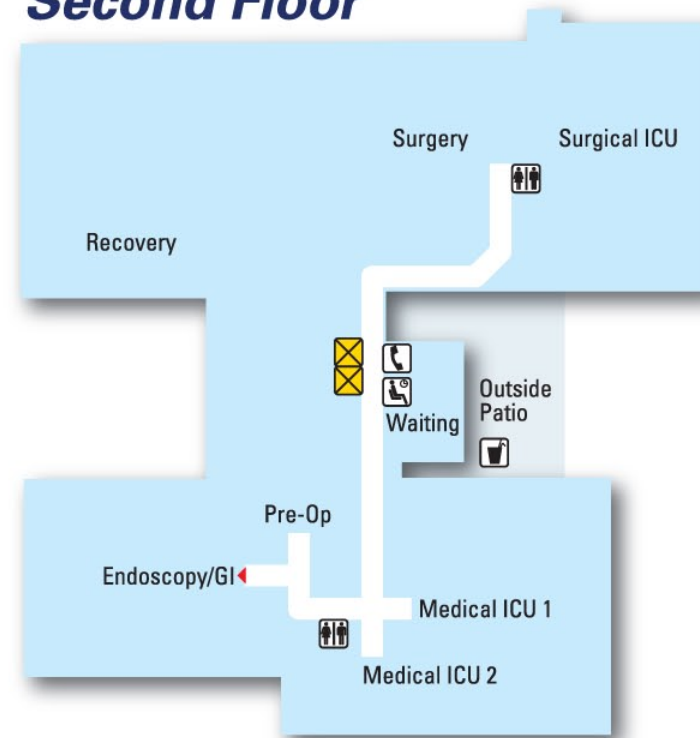 Second Floor
Surgery
Surgical ICU
Recovery
Outside
Patio
Waiting
Pre-Op
Endoscopy/GI
Medical ICU 1
Medical ICU 2